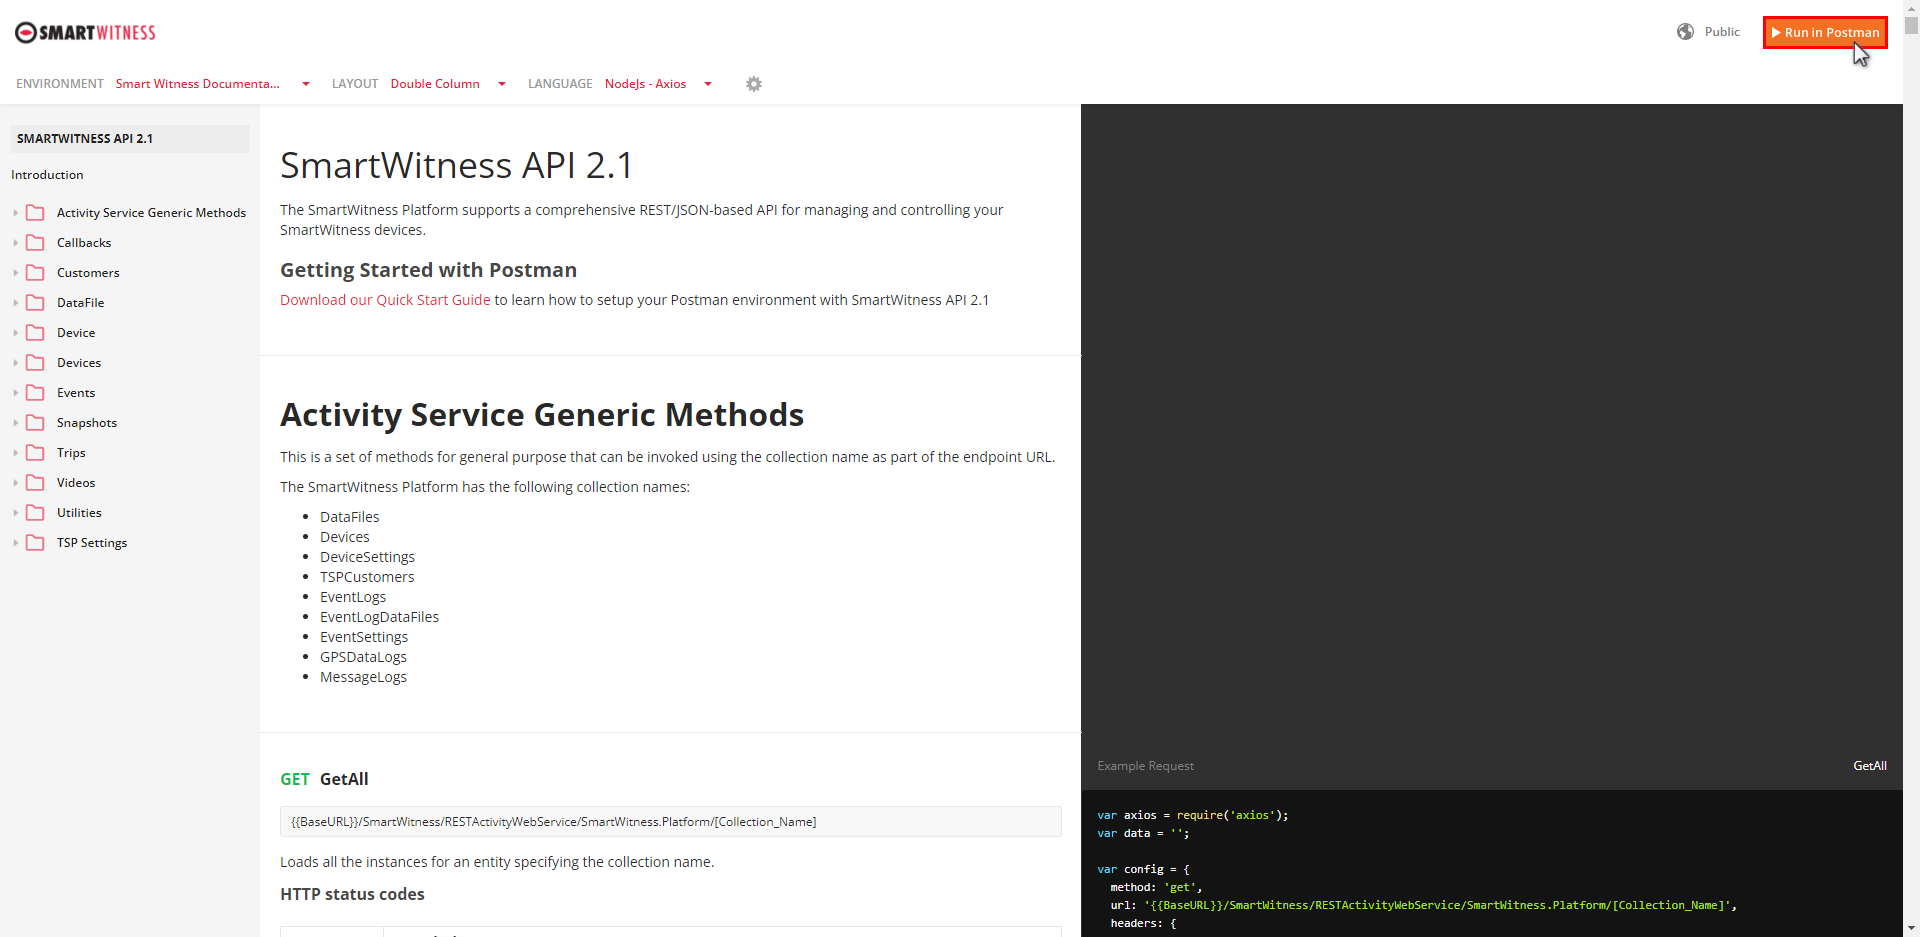 SMARTWITNESS
Public
Run in Postman
ENVIRONMENT Smart Witness Documenta... LAYOUT Double Column LANGUAGE NodeJs - Axios
SMARTWITNESS API 2.1
Introduction
Activity Service Generic Methods
Callbacks
Customers
DataFile
Device
Devices
Events
Snapshots
Trips
Videos
Utilities
TSP Settings
SmartWitness API 2.1
The SmartWitness Platform supports a comprehensive REST/JSON-based API for managing and controlling your
SmartWitness devices.
Getting Started with Postman
Download our Quick Start Guide to learn how to setup your Postman environment with SmartWitness API 2.1
Activity Service Generic Methods
This is a set of methods for general purpose that can be invoked using the collection name as part of the endpoint URL.
The SmartWitness Platform has the following collection names:
DataFiles
Devices
DeviceSettings
TSPCustomers
EventLogs
EventLogDataFiles
EventSettings
GPSDataLogs
MessageLogs
GET GetAll
{{BaseURL}}/SmartWitness/RESTActivityWebService/SmartWitness.Platform/[Collection_Name]
Loads all the instances for an entity specifying the collection name.
HTTP status codes
Example Request
GetAll
var axios = require('axios');
var data = '';
var config = {
method: 'get',
url: '{{BaseURL}}/SmartWitness/RESTActivityWebService/SmartWitness.Platform/[Collection_Name]',
headers: {